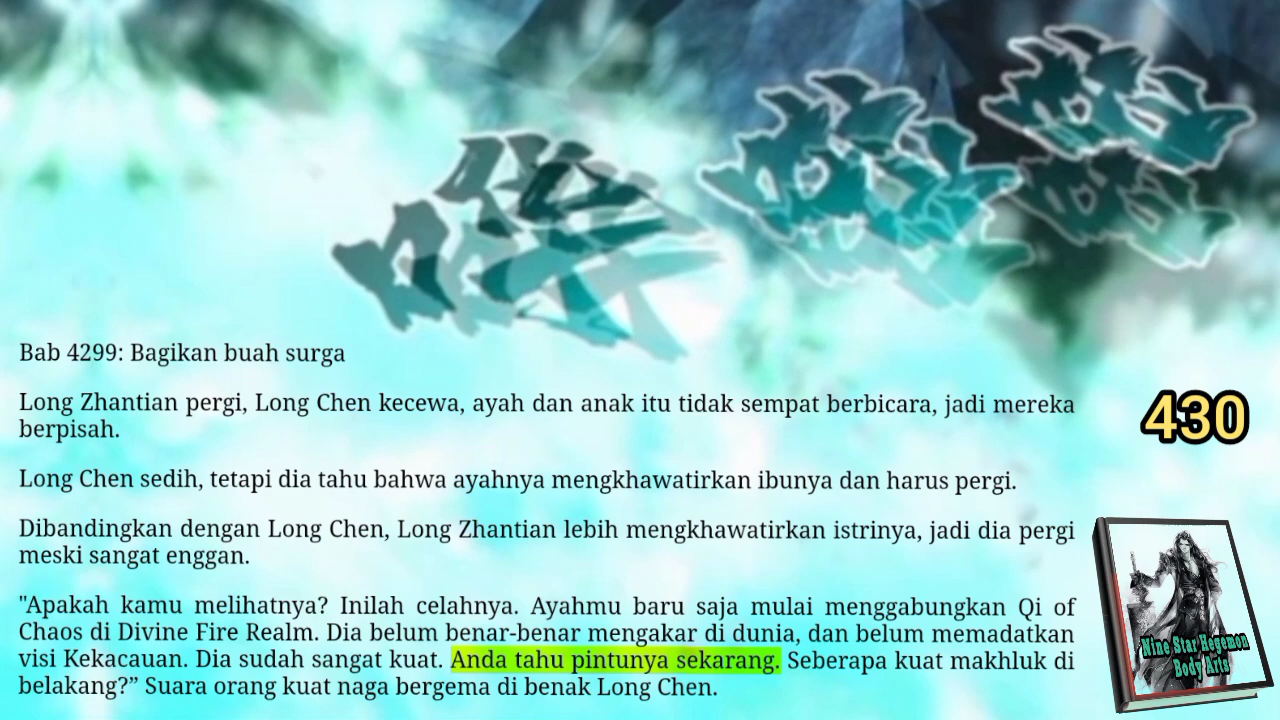 Bab 4299: Bagikan buah surga
Long Zhantian pergi, Long Chen kecewa, ayah dan anak itu tidak sempat berbicara, jadi mereka
berpisah.
Long Chen sedih, tetapi dia tahu bahwa ayahnya mengkhawatirkan ibunya dan harus pergi.
Dibandingkan dengan Long Chen, Long Zhantian lebih mengkhawatirkan istrinya, jadi dia pergi
meski sangat enggan.
"Apakah kamu melihatnya? Inilah celahnya. Ayahmu baru saja mulai menggabungkan Qi of
Chaos di Divine Fire Realm. Dia belum benar-benar mengakar di dunia, dan belum memadatkan
visi Kekacauan. Dia sudah sangat kuat. Anda tahu pintunya sekarang. Seberapa kuat makhluk di
belakang?” Suara orang kuat naga bergema di benak Long Chen.
430
Nine Star Hegemon
Body Arts